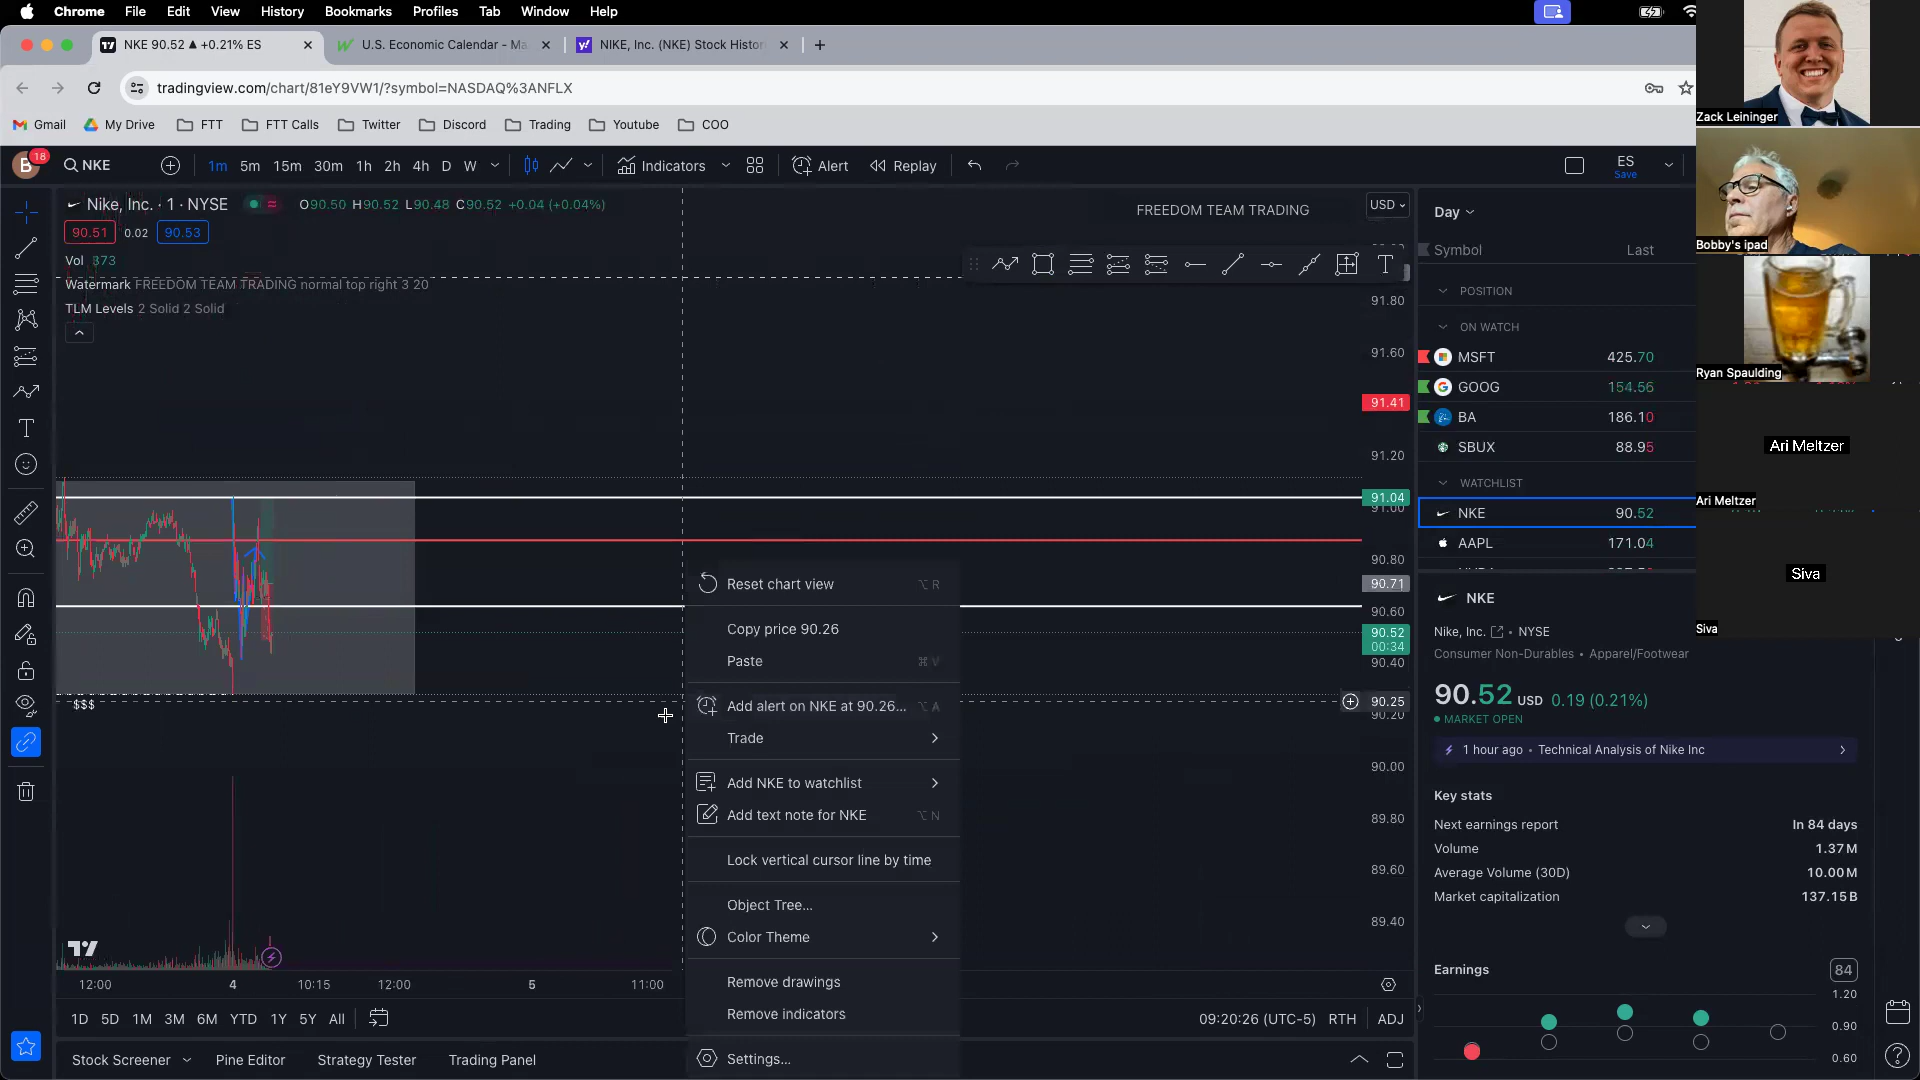 Chrome File Edit View History Bookmarks Profiles Tab Window Help
NKE 90.52 ▲ +0.21% ES
U.S. Economic Calendar - Ma
NIKE, Inc. (NKE) Stock Histor
tradingview.com/chart/81eY9VW1/?symbol=NASDAQ%3ANFLX
Gmail My Drive FTT FTT Calls Twitter Discord Trading Youtube COO
B 18 NKE 1m 5m 15m 30m 1h 2h 4h D W Indicators Alert Replay ES
Save
Nike, Inc. · 1 · NYSE O90.50 H90.52 L90.48 C90.52 +0.04 (+0.04%)
90.51 0.02 90.53
Vol 373
Watermark FREEDOM TEAM TRADING normal top right 3 20
TLM Levels 2 Solid 2 Solid
FREEDOM TEAM TRADING
USD
91.80
91.60
91.41
91.20
91.04
91.00
90.80
90.71
90.60
90.52
00:34
90.40
90.25
90.20
90.00
89.80
89.60
89.40
$$$
Reset chart view ⌥ R
Copy price 90.26
Paste ⌘ V
Add alert on NKE at 90.26... ⌥ A
Trade
Add NKE to watchlist
Add text note for NKE ⌥ N
Lock vertical cursor line by time
Object Tree...
Color Theme
Remove drawings
Remove indicators
Settings...
12:00 4 10:15 12:00 5 11:00
1D 5D 1M 3M 6M YTD 1Y 5Y All
09:20:26 (UTC-5) RTH ADJ
Stock Screener Pine Editor Strategy Tester Trading Panel
Day
Symbol Last
POSITION
ON WATCH
MSFT 425.70
GOOG 154.56
BA 186.10
SBUX 88.95
WATCHLIST
NKE 90.52
AAPL 171.04
NKE
Nike, Inc. • NYSE
Consumer Non-Durables • Apparel/Footwear
90.52 USD 0.19 (0.21%)
MARKET OPEN
1 hour ago • Technical Analysis of Nike Inc
Key stats
Next earnings report In 84 days
Volume 1.37M
Average Volume (30D) 10.00M
Market capitalization 137.15B
Earnings 84
1.20
0.90
0.60
Zack Leininger
Bobby's ipad
Ryan Spaulding
Ari Meltzer
Ari Meltzer
Siva
Siva